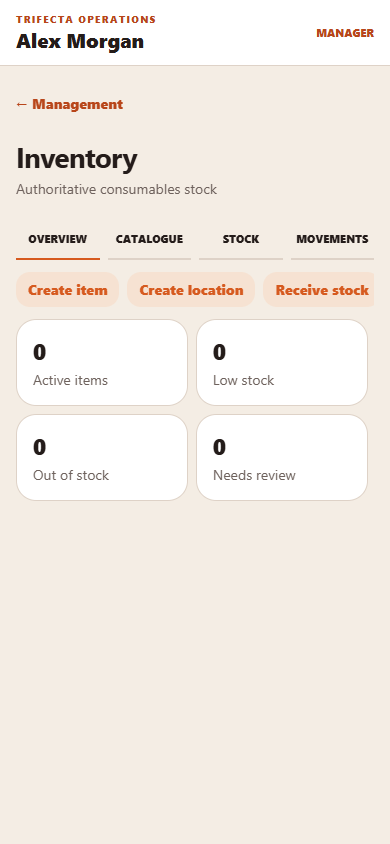 TRIFECTA OPERATIONS
Alex Morgan
MANAGER
← Management
Inventory
Authoritative consumables stock
OVERVIEW CATALOGUE STOCK MOVEMENTS
Create item Create location Receive stock
0 0
Active items Low stock
0 0
Out of stock Needs review